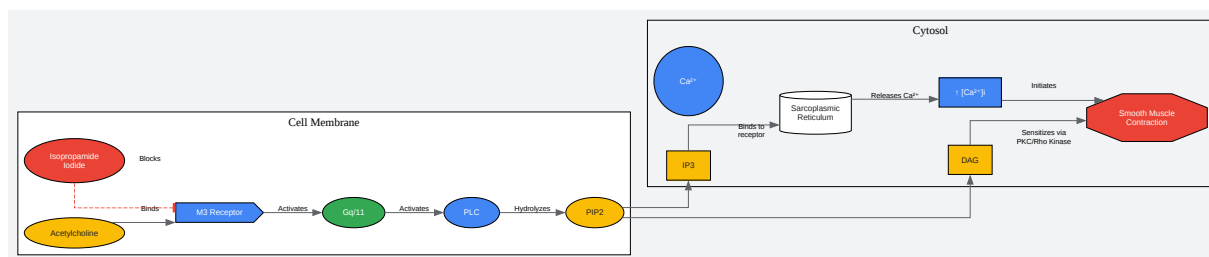 Cell Membrane
Isopropamide
Iodide
Blocks
Binds
Acetylcholine
M3 Receptor
Activates
Gq/11
Activates
PLC
Hydrolyzes
PIP2
Cytosol
Ca²⁺
IP3
Binds to
receptor
Sarcoplasmic
Reticulum
Releases Ca²⁺
↑ [Ca²⁺]i
Initiates
DAG
Sensitizes via
PKC/Rho Kinase
Smooth Muscle
Contraction